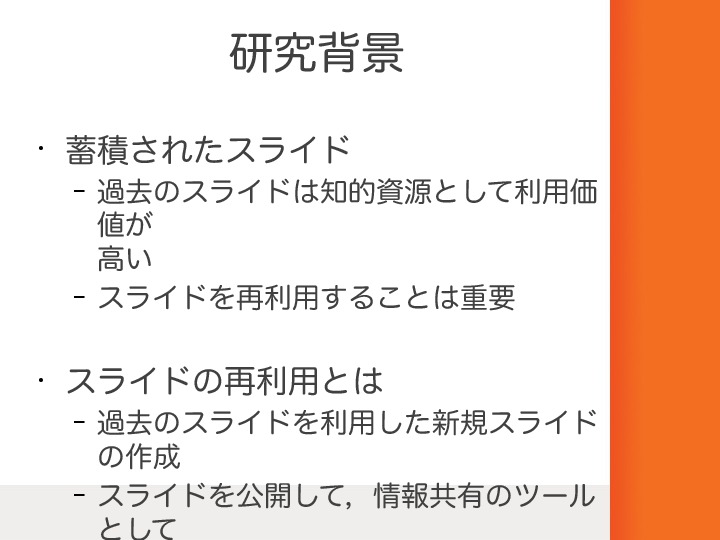 研究背景
・ 蓄積されたスライド
– 過去のスライドは知的資源として利用価
値が
高い
– スライドを再利用することは重要
・ スライドの再利用とは
– 過去のスライドを利用した新規スライド
の作成
– スライドを公開して，情報共有のツール
として